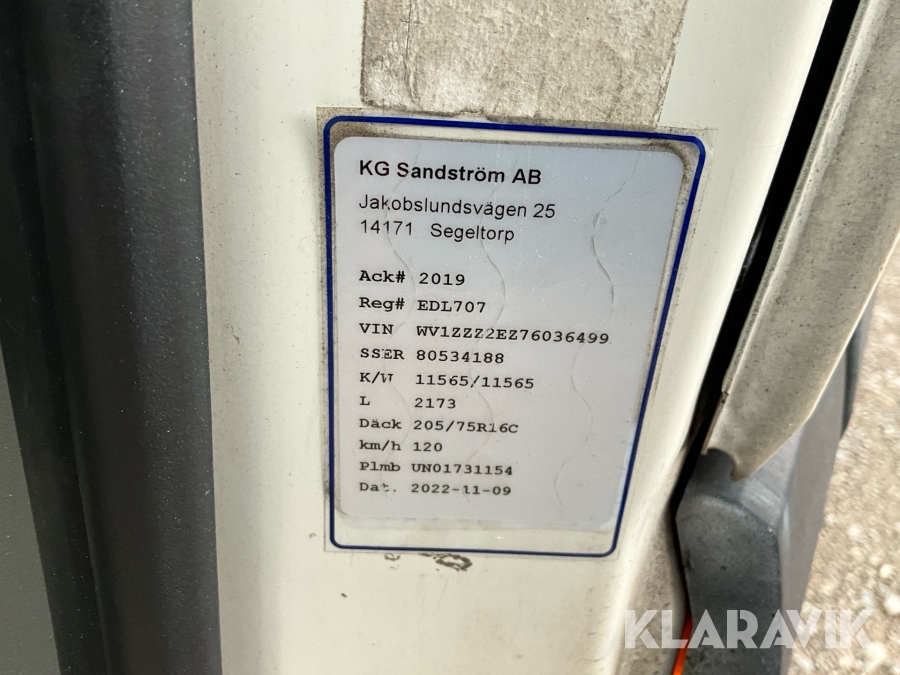 KG Sandström AB
Jakobslundsvägen 25
14171 Segeltorp
Ack# 2019
Reg# EDL707
VIN WV1ZZZ2EZ76036499
SSER 80534188
K/W 11565/11565
L 2173
Däck 205/75R16C
km/h 120
Plmb UN01731154
Dat. 2022-11-09
KLARAVIK